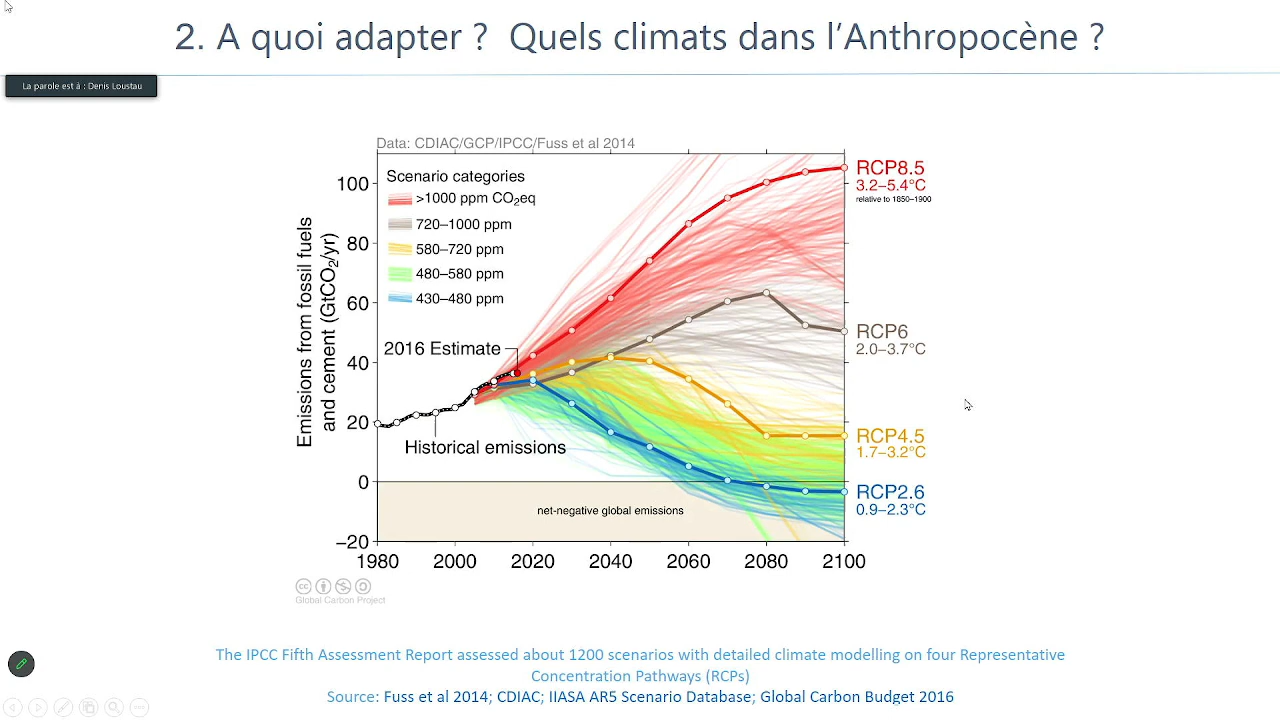 2. A quoi adapter ?  Quels climats dans l’Anthropocène ?
La parole est à : Denis Loustau
Data: CDIAC/GCP/IPCC/Fuss et al 2014
Scenario categories
>1000 ppm CO₂eq
720–1000 ppm
580–720 ppm
480–580 ppm
430–480 ppm
2016 Estimate
Historical emissions
net-negative global emissions
Emissions from fossil fuels
and cement (GtCO₂/yr)
100
80
60
40
20
0
−20
1980 2000 2020 2040 2060 2080 2100
RCP8.5
3.2–5.4°C
relative to 1850–1900
RCP6
2.0–3.7°C
RCP4.5
1.7–3.2°C
RCP2.6
0.9–2.3°C
cc
Global Carbon Project
The IPCC Fifth Assessment Report assessed about 1200 scenarios with detailed climate modelling on four Representative
Concentration Pathways (RCPs)
Source: Fuss et al 2014; CDIAC; IIASA AR5 Scenario Database; Global Carbon Budget 2016